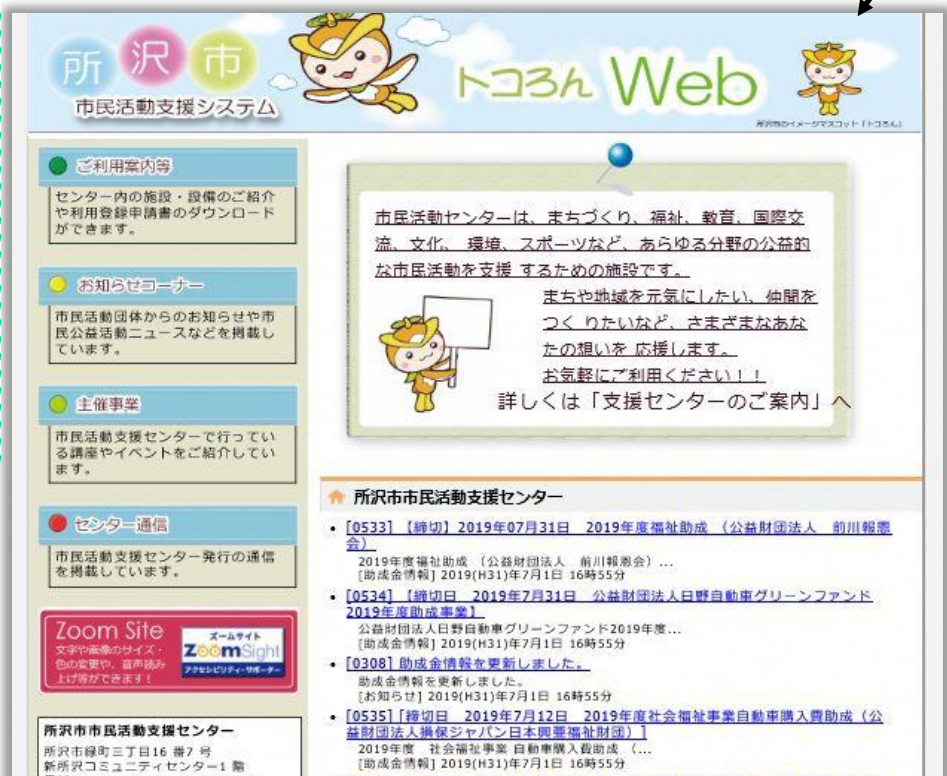 所沢市
市民活動支援システム
トコろん Web
所沢市のイメージマスコット「トコろん」
ご利用案内等
センター内の施設・設備のご紹介
や利用登録申請書のダウンロード
ができます。
お知らせコーナー
市民活動団体からのお知らせや市
民公益活動ニュースなどを掲載し
ています。
主催事業
市民活動支援センターで行ってい
る講座やイベントをご紹介してい
ます。
センター通信
市民活動支援センター発行の通信
を掲載しています。
Zoom Site
文字や画像のサイズ・
色の変更や、音声読み
上げ等ができます!
ズームサイト
ZoomSight
アクセシビリティ・サポーター
所沢市市民活動支援センター
所沢市緑町三丁目16 番7 号
新所沢コミュニティセンター1 階
市民活動センターは、まちづくり、福祉、教育、国際交
流、文化、 環境、スポーツなど、あらゆる分野の公益的
な市民活動を支援 するための施設です。
まちや地域を元気にしたい、仲間を
つく りたいなど、さまざまなあな
たの想いを 応援します。
お気軽にご利用ください!!
詳しくは「支援センターのご案内」へ
所沢市市民活動支援センター
[0533] 【締切】2019年07月31日 2019年度福祉助成 (公益財団法人 前川報恩
会)
2019年度福祉助成 (公益財団法人 前川報恩会)...
[助成金情報] 2019(H31)年7月1日 16時55分
[0534] 【締切日 2019年7月31日 公益財団法人日野自動車グリーンファンド
2019年度助成事業】
公益財団法人日野自動車グリーンファンド2019年度...
[助成金情報] 2019(H31)年7月1日 16時55分
[0308] 助成金情報を更新しました。
助成金情報を更新しました。
[お知らせ] 2019(H31)年7月1日 16時55分
[0535]「締切日 2019年7月12日 2019年度社会福祉事業自動車購入費助成 (公
益財団法人損保ジャパン日本興亜福祉財団)]
2019年度 社会福祉事業 自動車購入費助成 (...
[助成金情報] 2019(H31)年7月1日 16時55分